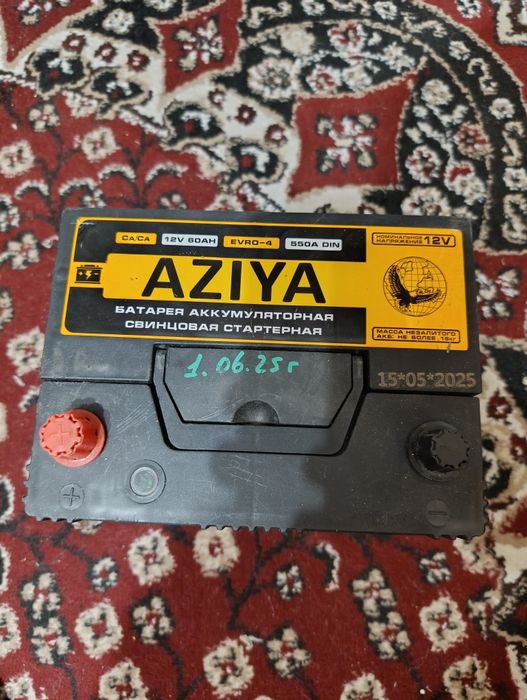 Ca/Ca 12V 60AH EVRO-4 550A DIN
НОМИНАЛЬНОЕ НАПРЯЖЕНИЕ 12V
AZIYA
БАТАРЕЯ АККУМУЛЯТОРНАЯ
СВИНЦОВАЯ СТАРТЕРНАЯ
МАССА НЕЗАЛИТОГО
АКБ: НЕ БОЛЕЕ, 15КГ
1.06.25г
15*05*2025
+
−